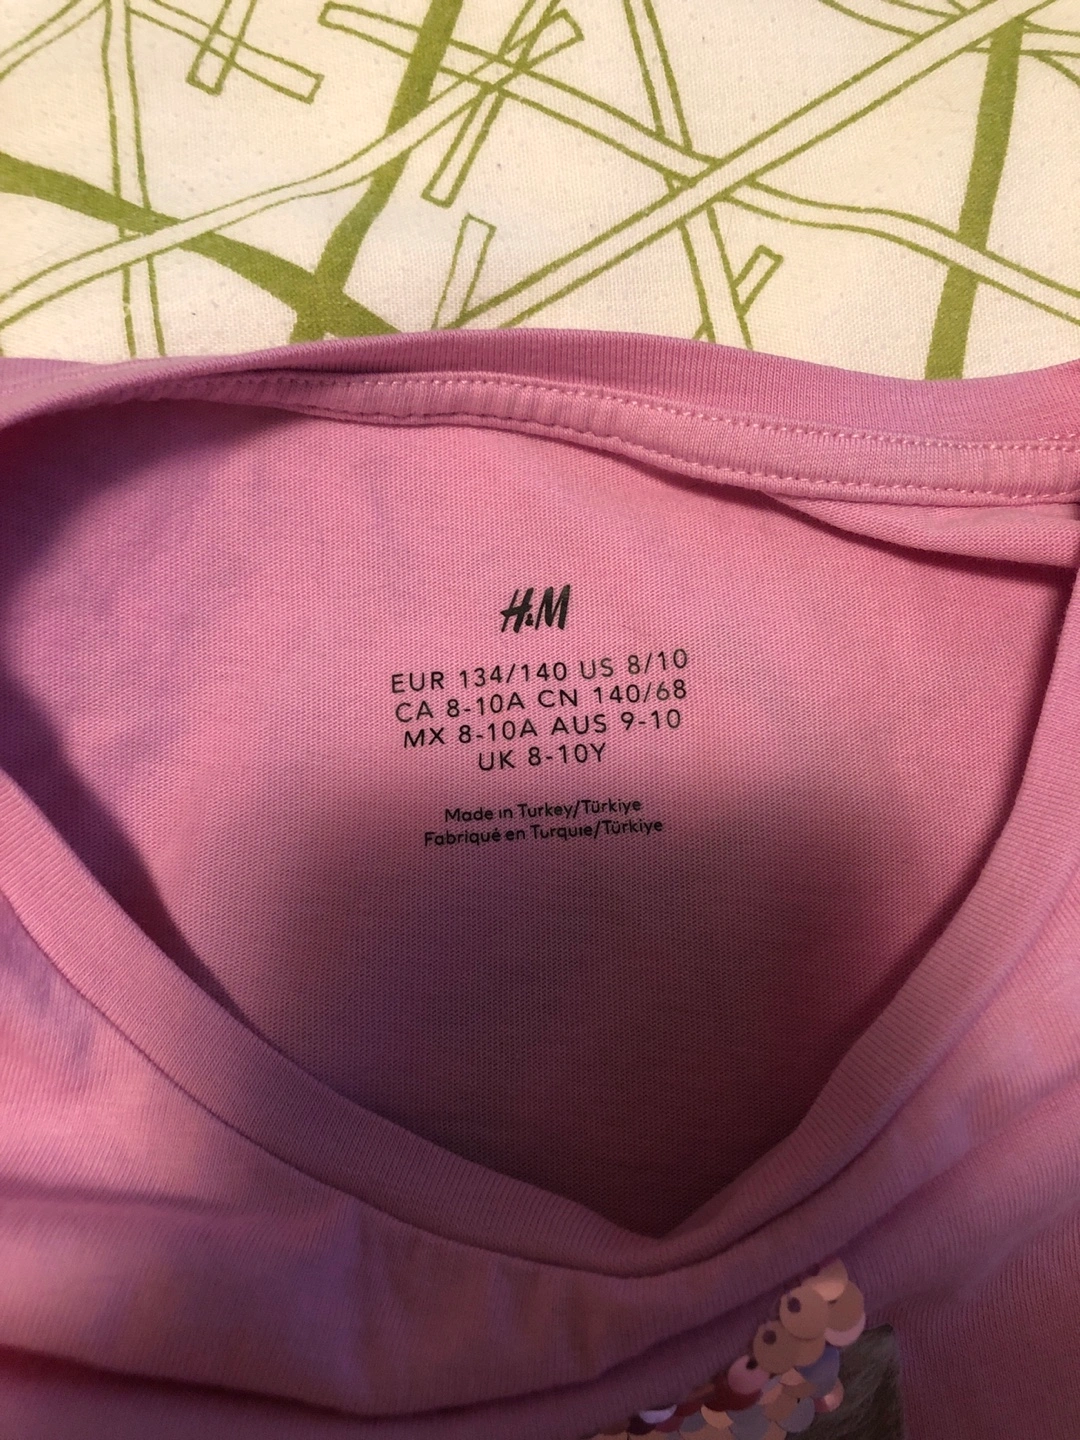 H&M
EUR 134/140 US 8/10
CA 8-10A CN 140/68
MX 8-10A AUS 9-10
UK 8-10Y
Made in Turkey/Türkiye
Fabriqué en Turquie/Türkiye